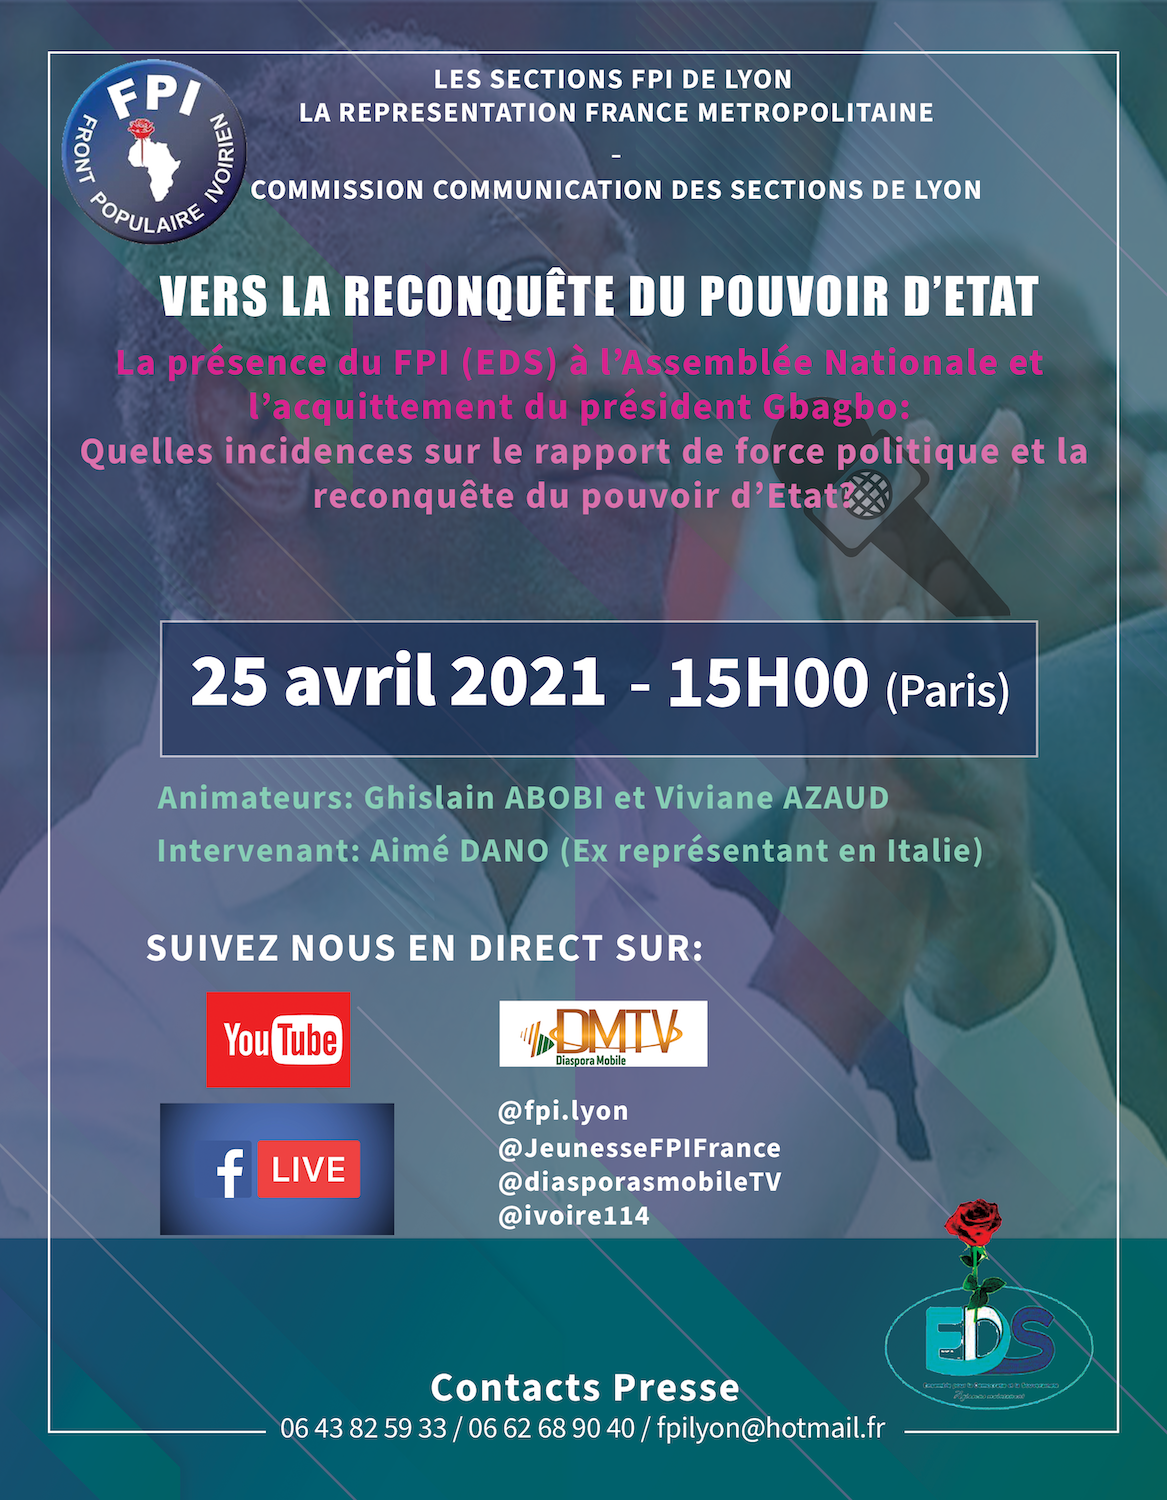 FPI
FRONT POPULAIRE IVOIRIEN
LES SECTIONS FPI DE LYON
LA REPRESENTATION FRANCE METROPOLITAINE
-
COMMISSION COMMUNICATION DES SECTIONS DE LYON
VERS LA RECONQUÊTE DU POUVOIR D'ETAT
La présence du FPI (EDS) à l'Assemblée Nationale et
l'acquittement du président Gbagbo:
Quelles incidences sur le rapport de force politique et la
reconquête du pouvoir d'Etat?
25 avril 2021 - 15H00 (Paris)
Animateurs: Ghislain ABOBI et Viviane AZAUD
Intervenant: Aimé DANO (Ex représentant en Italie)
SUIVEZ NOUS EN DIRECT SUR:
YouTube
DMTV
Diaspora Mobile
f LIVE
@fpi.lyon
@JeunesseFPIFrance
@diasporasmobileTV
@ivoire114
EDS
Contacts Presse
06 43 82 59 33 / 06 62 68 90 40 / fpilyon@hotmail.fr